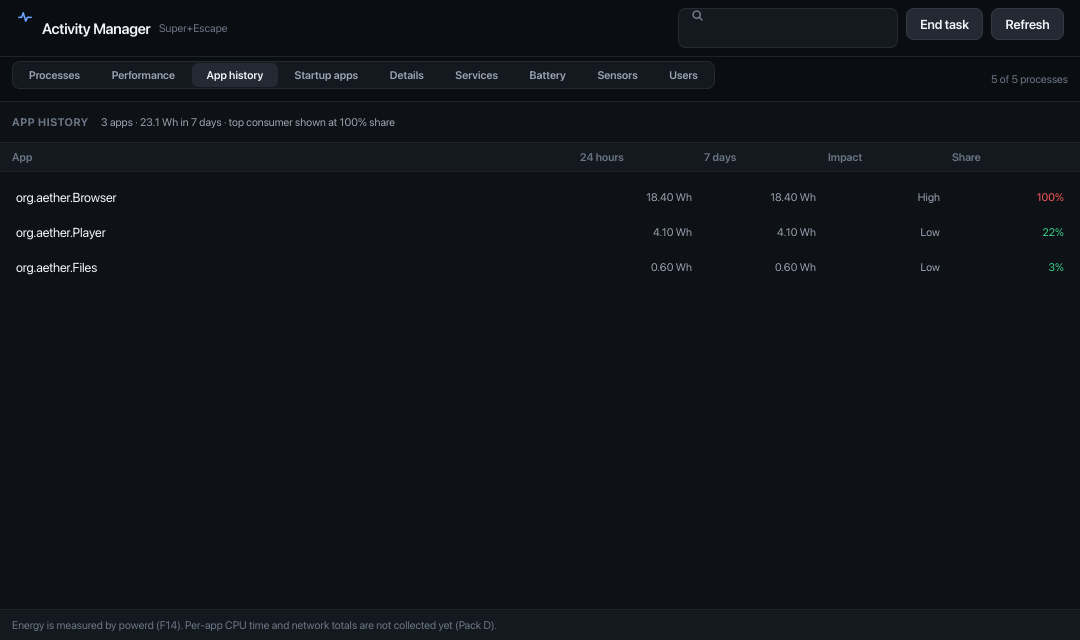 Activity Manager Super+Escape End task Refresh
Processes Performance App history Startup apps Details Services Battery Sensors Users 5 of 5 processes
APP HISTORY 3 apps · 23.1 Wh in 7 days · top consumer shown at 100% share
App 24 hours 7 days Impact Share
org.aether.Browser 18.40 Wh 18.40 Wh High 100%
org.aether.Player 4.10 Wh 4.10 Wh Low 22%
org.aether.Files 0.60 Wh 0.60 Wh Low 3%
Energy is measured by powerd (F14). Per-app CPU time and network totals are not collected yet (Pack D).